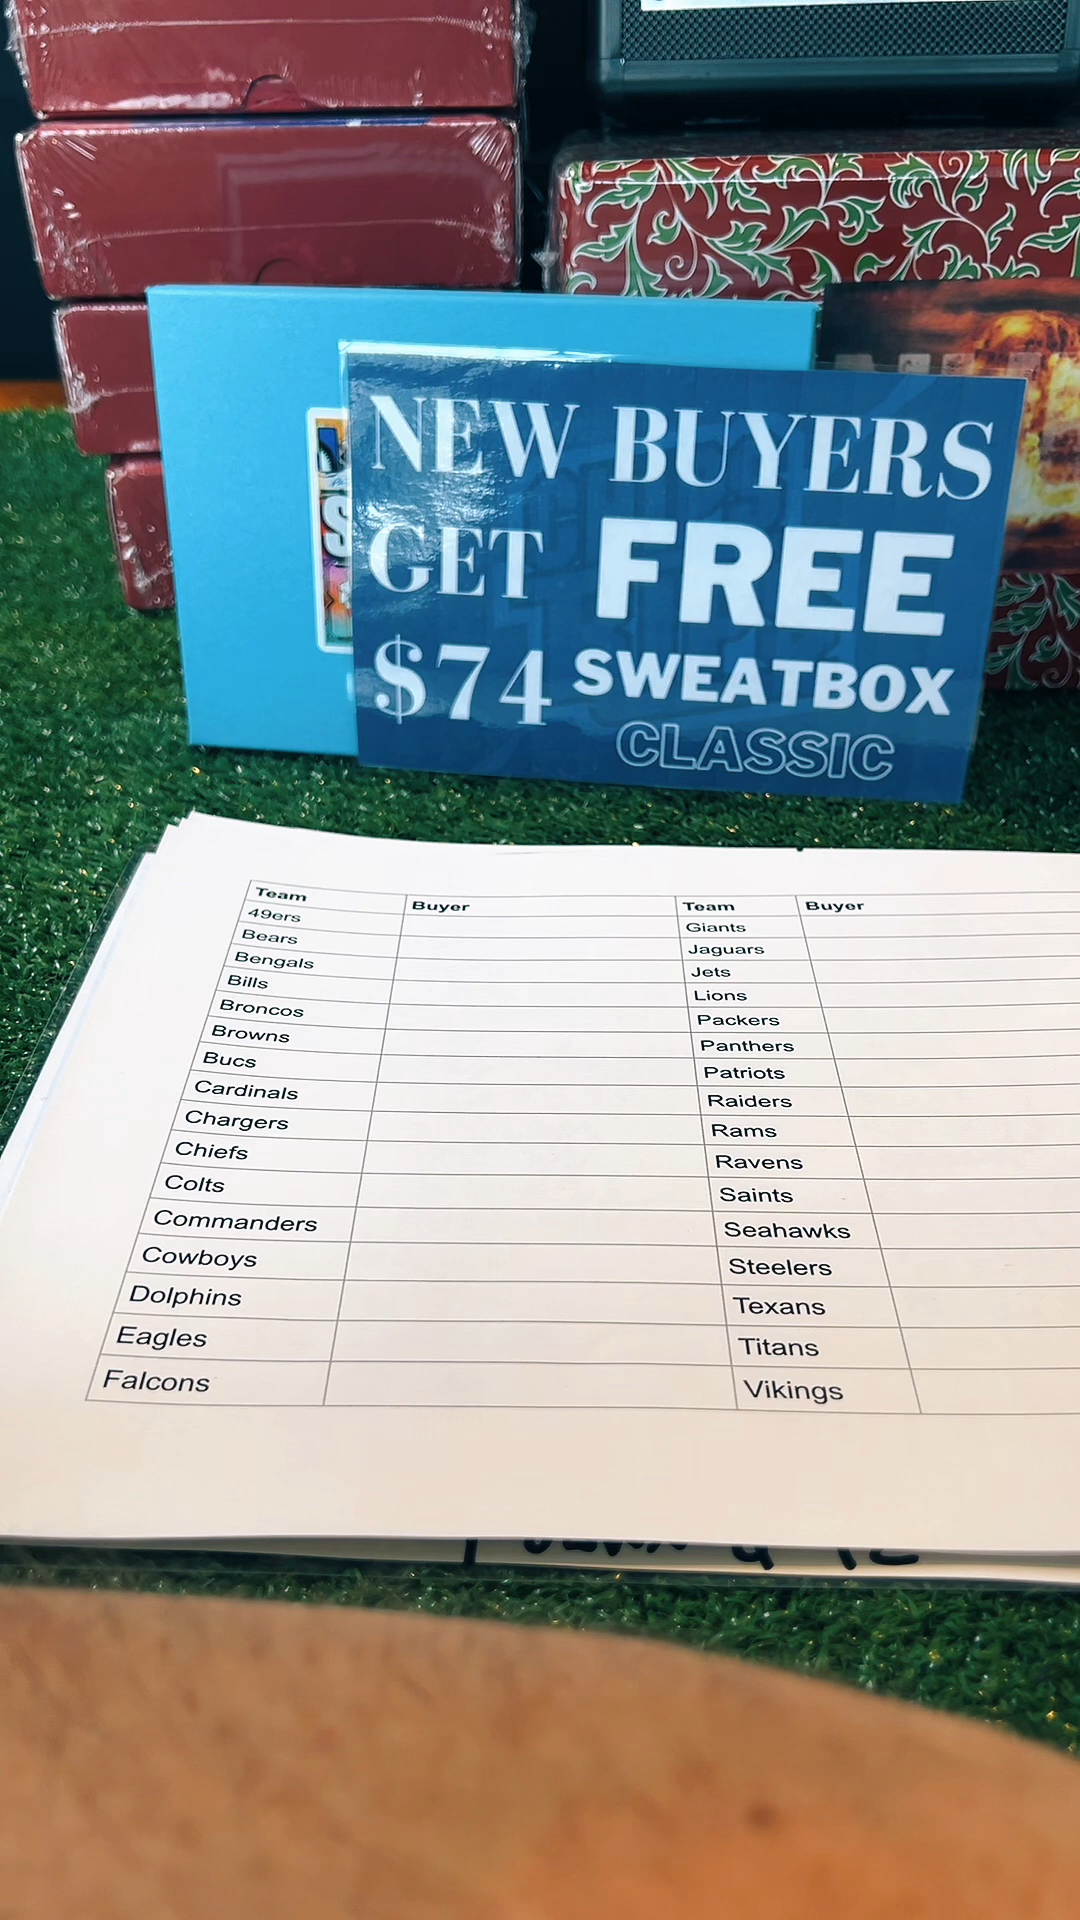 NEW BUYERS
GET FREE
$74 SWEATBOX
CLASSIC
Team Buyer Team Buyer
49ers Giants
Bears Jaguars
Bengals Jets
Bills Lions
Broncos Packers
Browns Panthers
Bucs Patriots
Cardinals Raiders
Chargers Rams
Chiefs Ravens
Colts Saints
Commanders Seahawks
Cowboys Steelers
Dolphins Texans
Eagles Titans
Falcons Vikings